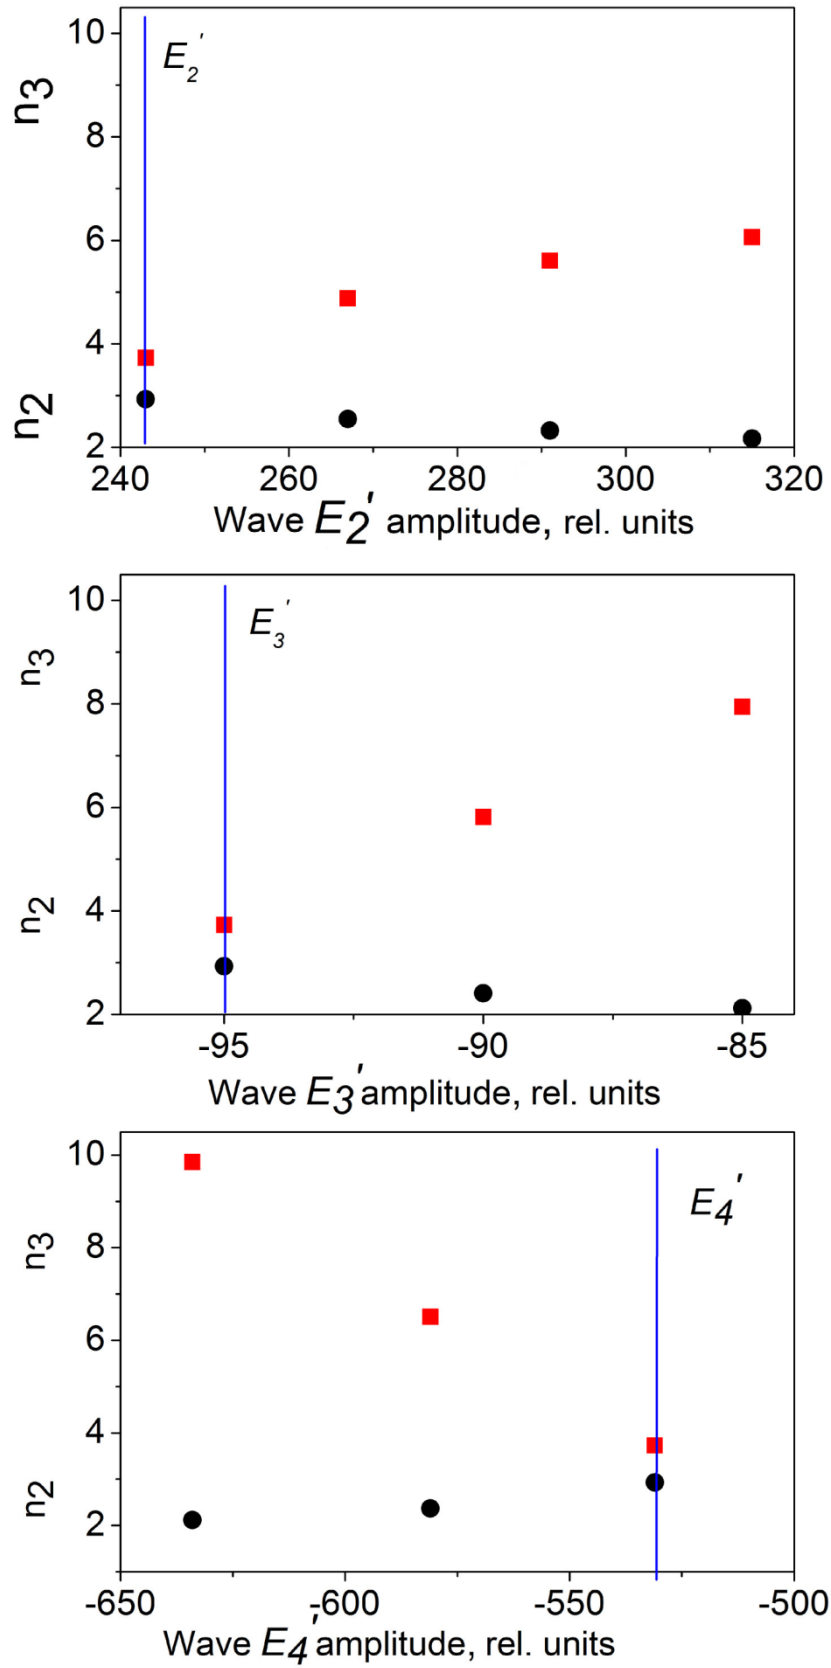 10
E2'
n3
8
6
4
n2
2
240 260 280 300 320
Wave E2' amplitude, rel. units
10
E3'
n3
8
6
4
n2
2
-95 -90 -85
Wave E3' amplitude, rel. units
10
E4'
n3
8
6
4
n2
2
-650 -600 -550 -500
Wave E4' amplitude, rel. units